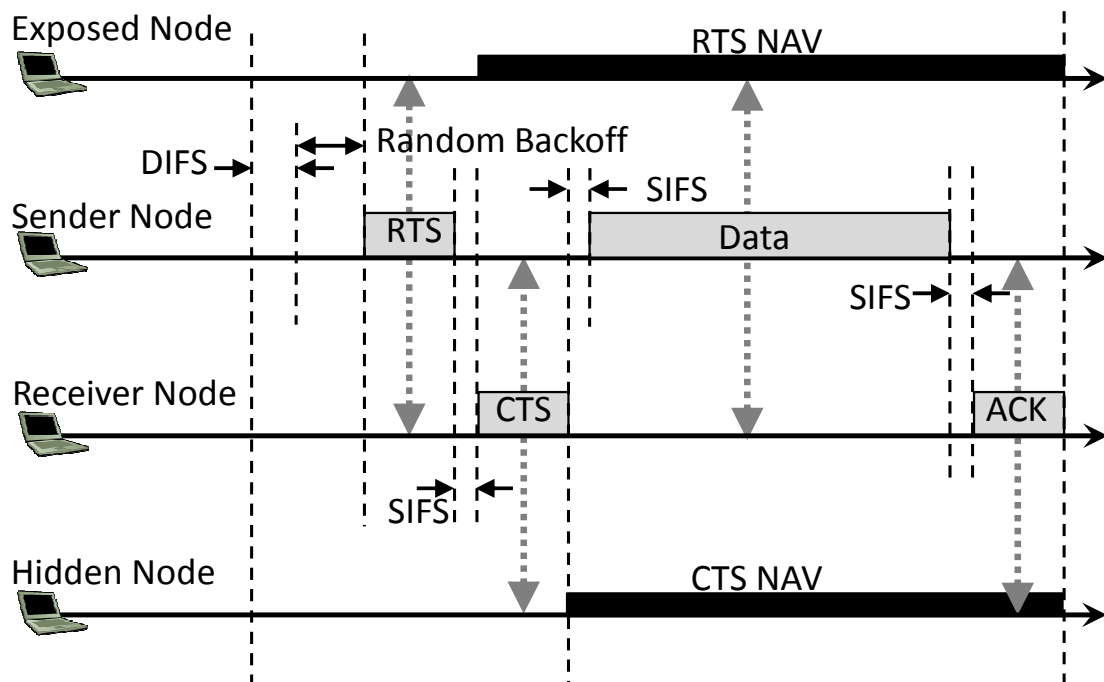 Exposed Node
RTS NAV
Random Backoff
DIFS
SIFS
Sender Node
RTS
Data
SIFS
Receiver Node
CTS
ACK
SIFS
Hidden Node
CTS NAV